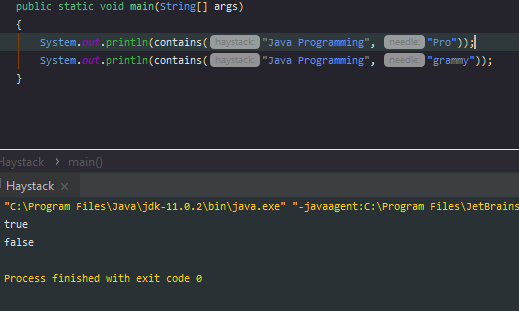 public static void main(String[] args)
{
System.out.println(contains( haystack: "Java Programming", needle: "Pro"));
System.out.println(contains( haystack: "Java Programming", needle: "grammy"));
}
Haystack > main()
Haystack ×
"C:\Program Files\Java\jdk-11.0.2\bin\java.exe" "-javaagent:C:\Program Files\JetBrains
true
false
Process finished with exit code 0